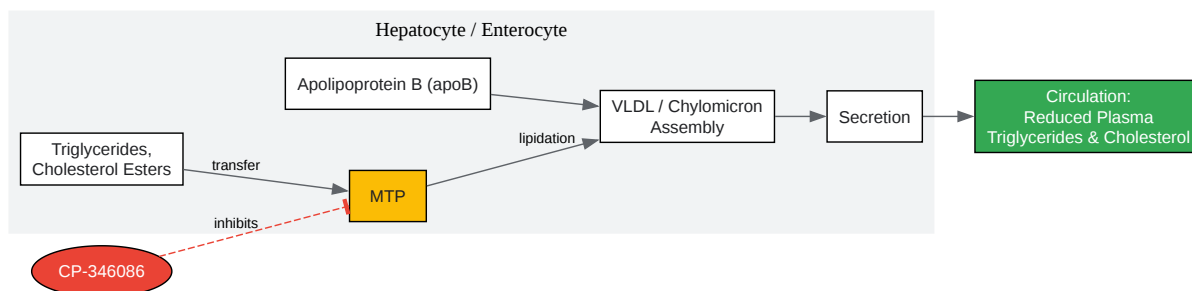 Hepatocyte / Enterocyte
Apolipoprotein B (apoB)
VLDL / Chylomicron
Assembly
Secretion
Circulation:
Reduced Plasma
Triglycerides & Cholesterol
lipidation
Triglycerides,
Cholesterol Esters
transfer
MTP
inhibits
CP-346086